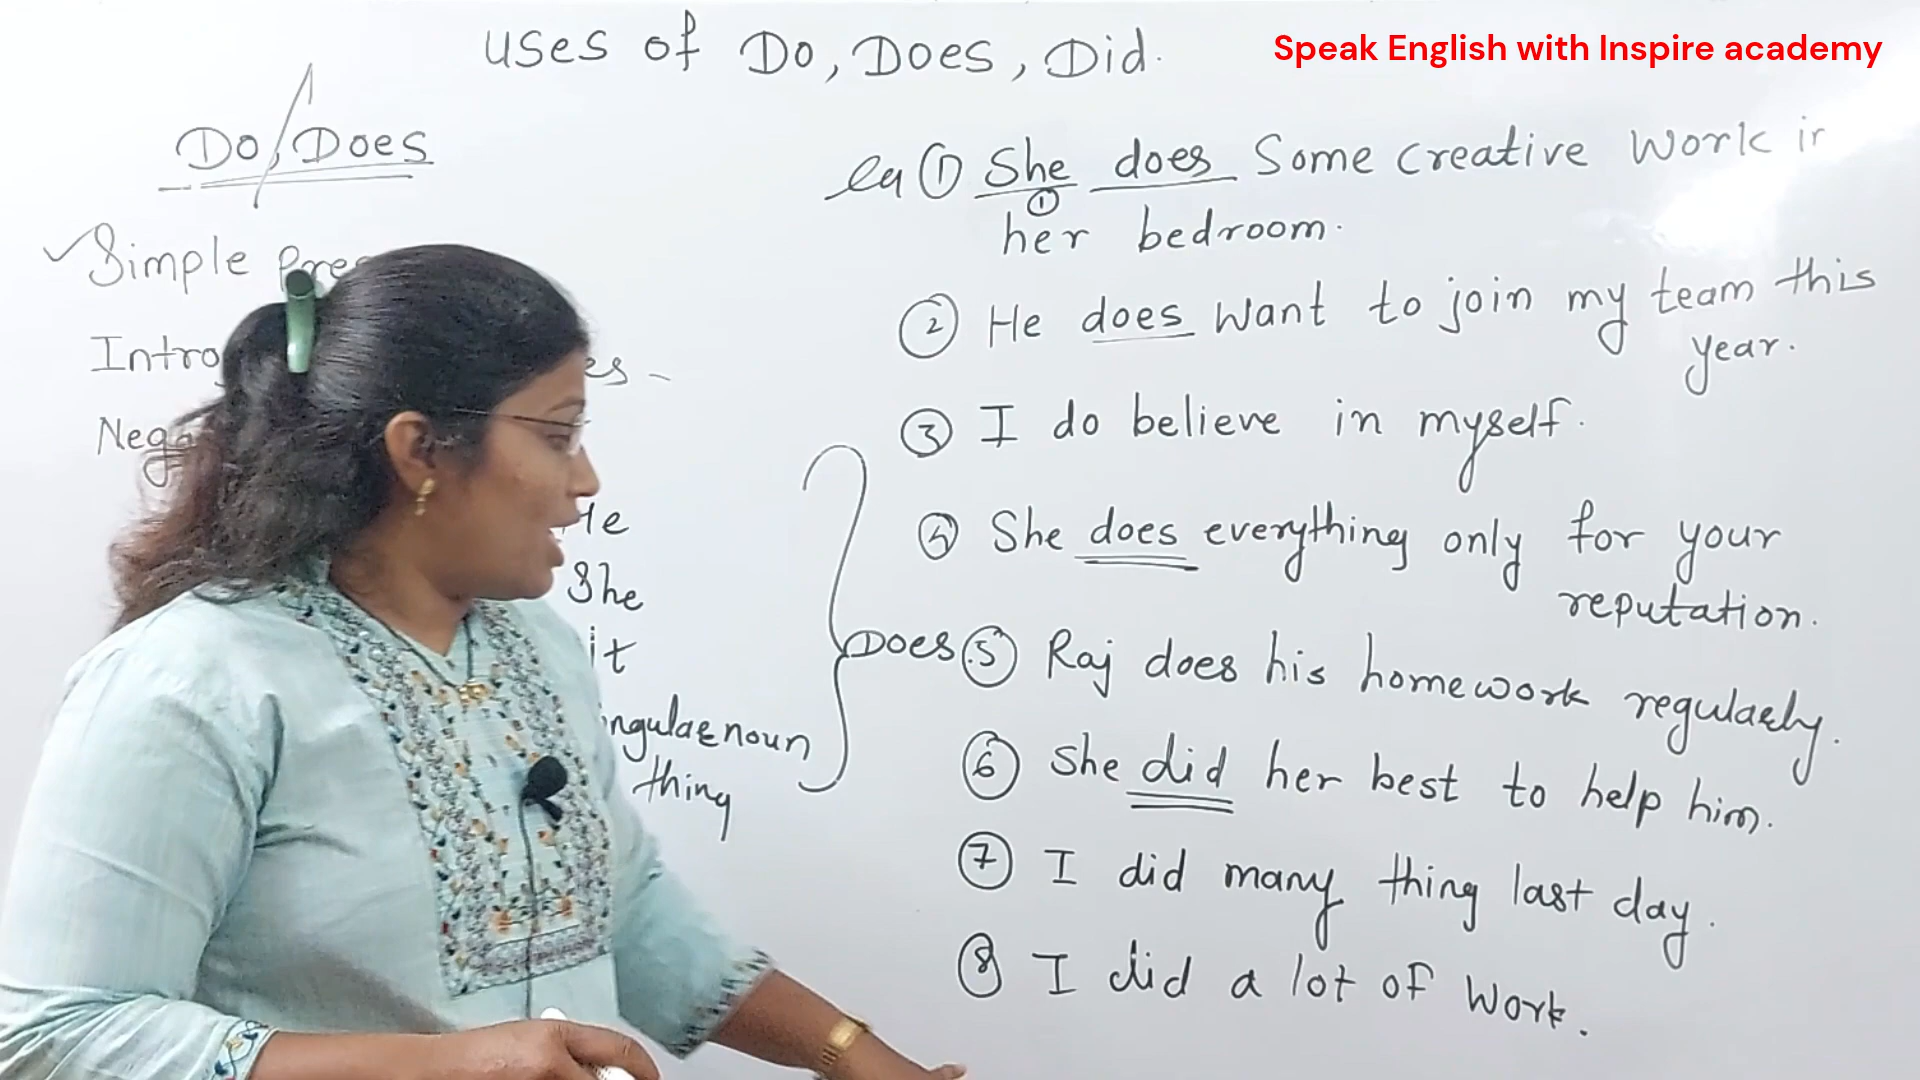 uses of Do, Does, Did.
Speak English with Inspire academy
Do, Does
Simple
Intro
es -
Neg
He
She
it
noun
thing
Does
① She does Some creative work in
①
her bedroom.
② He does want to join my team this
year.
③ I do believe in myself.
④ She does everything only for your
reputation.
⑤ Raj does his homework regularly.
⑥ She did her best to help him.
⑦ I did many thing last day.
⑧ I did a lot of work.